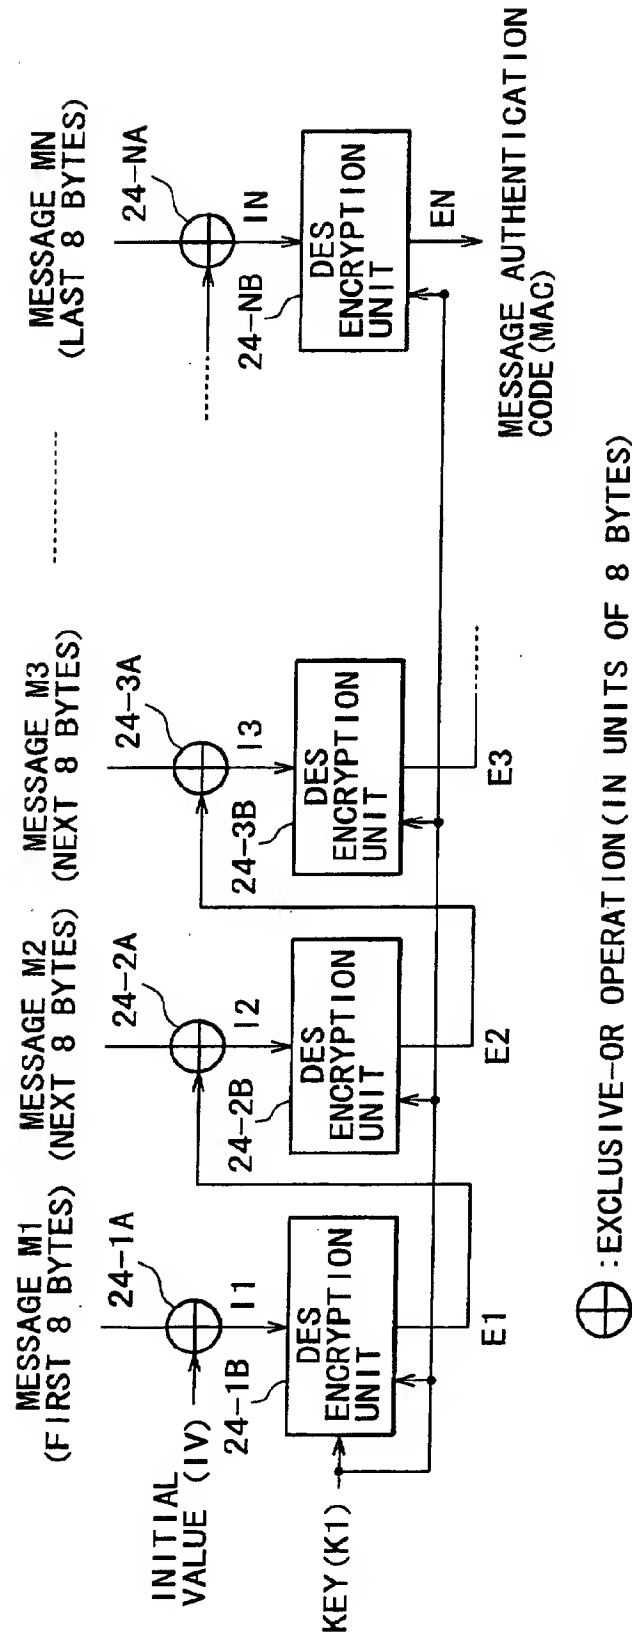 MESSAGE M1
(FIRST 8 BYTES)
MESSAGE M2
(NEXT 8 BYTES)
MESSAGE M3
(NEXT 8 BYTES)
MESSAGE MN
(LAST 8 BYTES)
24-1A
24-2A
24-3A
24-NA
INITIAL
VALUE (IV)
I1
I2
I3
IN
24-1B
24-2B
24-3B
24-NB
DES
ENCRYPTION
UNIT
DES
ENCRYPTION
UNIT
DES
ENCRYPTION
UNIT
DES
ENCRYPTION
UNIT
KEY(K1)
E1
E2
E3
EN
MESSAGE AUTHENTICATION
CODE(MAC)
⊕:EXCLUSIVE-OR OPERATION(IN UNITS OF 8 BYTES)